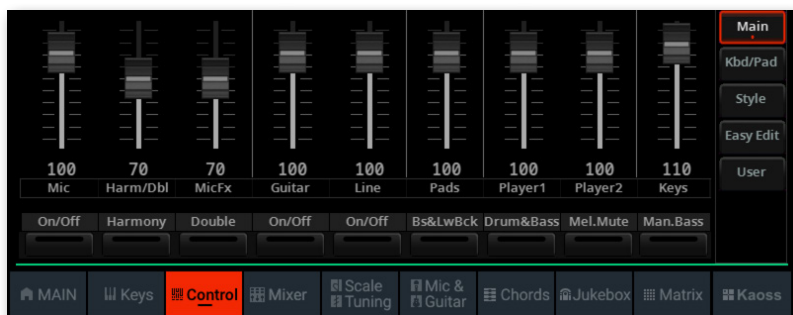 Main
Kbd/Pad
Style
Easy Edit
User
100 70 70 100 100 100 100 100 110
Mic Harm/Dbl MicFx Guitar Line Pads Player1 Player2 Keys
On/Off Harmony Double On/Off On/Off Bs&LwBck Drum&Bass Mel.Mute Man.Bass
MAIN Keys Control Mixer Scale Tuning Mic & Guitar Chords Jukebox Matrix Kaoss